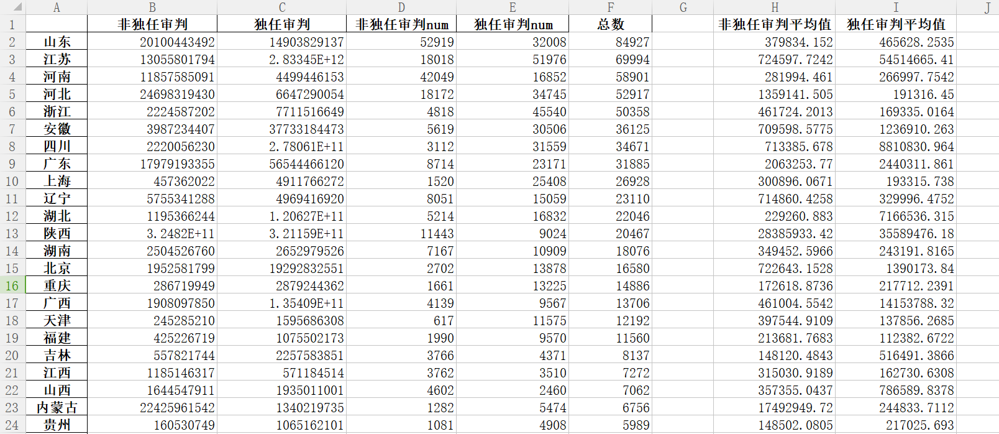 A B C D E F G H I J
1 非独任审判 独任审判 非独任审判num 独任审判num 总数 非独任审判平均值 独任审判平均值
2 山东 20100443492 14903829137 52919 32008 84927 379834.152 465628.2535
3 江苏 13055801794 2.83345E+12 18018 51976 69994 724597.7242 54514665.41
4 河南 11857585091 4499446153 42049 16852 58901 281994.461 266997.7542
5 河北 24698319430 6647290054 18172 34745 52917 1359141.505 191316.45
6 浙江 2224587202 7711516649 4818 45540 50358 461724.2013 169335.0164
7 安徽 3987234407 37733184473 5619 30506 36125 709598.5775 1236910.263
8 四川 2220056230 2.78061E+11 3112 31559 34671 713385.678 8810830.964
9 广东 17979193355 56544466120 8714 23171 31885 2063253.77 2440311.861
10 上海 457362022 4911766272 1520 25408 26928 300896.0671 193315.738
11 辽宁 5755341288 4969416920 8051 15059 23110 714860.4258 329996.4752
12 湖北 1195366244 1.20627E+11 5214 16832 22046 229260.883 7166536.315
13 陕西 3.2482E+11 3.21159E+11 11443 9024 20467 28385933.42 35589476.18
14 湖南 2504526760 2652979526 7167 10909 18076 349452.5966 243191.8165
15 北京 1952581799 19292832551 2702 13878 16580 722643.1528 1390173.84
16 重庆 286719949 2879244362 1661 13225 14886 172618.8736 217712.2391
17 广西 1908097850 1.35409E+11 4139 9567 13706 461004.5542 14153788.32
18 天津 245285210 1595686308 617 11575 12192 397544.9109 137856.2685
19 福建 425226719 1075502173 1990 9570 11560 213681.7683 112382.6722
20 吉林 557821744 2257583851 3766 4371 8137 148120.4843 516491.3866
21 江西 1185146317 571184514 3762 3510 7272 315030.9189 162730.6308
22 山西 1644547911 1935011001 4602 2460 7062 357355.0437 786589.8378
23 内蒙古 22425961542 1340219735 1282 5474 6756 17492949.72 244833.7112
24 贵州 160530749 1065162101 1081 4908 5989 148502.0805 217025.693